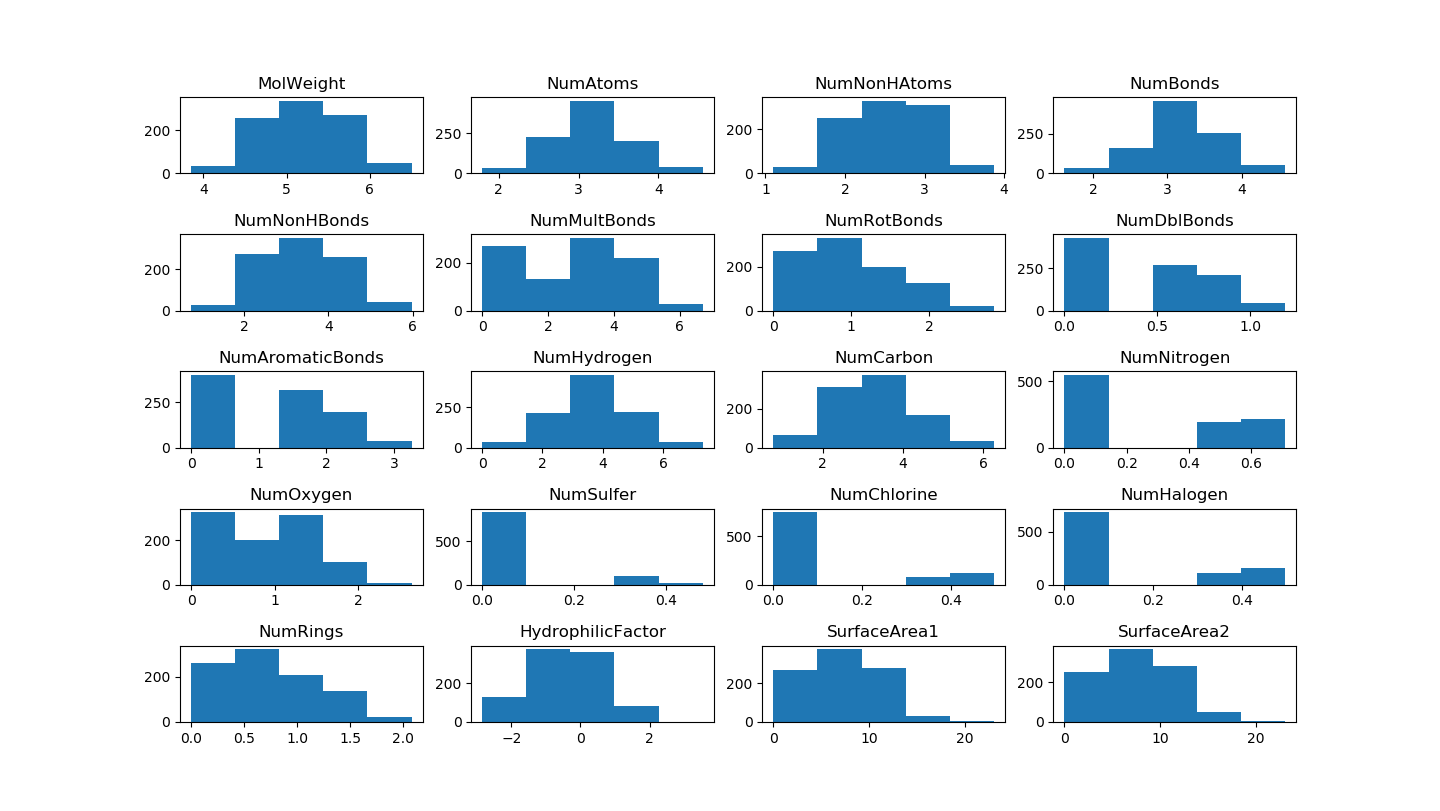 MolWeight NumAtoms NumNonHAtoms NumBonds
200 0 250 0 200 0 250 0
4 5 6 2 3 4 1 2 3 4 2 3 4
NumNonHBonds NumMultBonds NumRotBonds NumDblBonds
200 0 200 0 200 0 250 0
2 4 6 0 2 4 6 0 1 2 0.0 0.5 1.0
NumAromaticBonds NumHydrogen NumCarbon NumNitrogen
250 0 250 0 200 0 500 0
0 1 2 3 0 2 4 6 2 4 6 0.0 0.2 0.4 0.6
NumOxygen NumSulfer NumChlorine NumHalogen
200 0 500 0 500 0 500 0
0 1 2 0.0 0.2 0.4 0.0 0.2 0.4 0.0 0.2 0.4
NumRings HydrophilicFactor SurfaceArea1 SurfaceArea2
200 0 200 0 200 0 200 0
0.0 0.5 1.0 1.5 2.0 −2 0 2 0 10 20 0 10 20